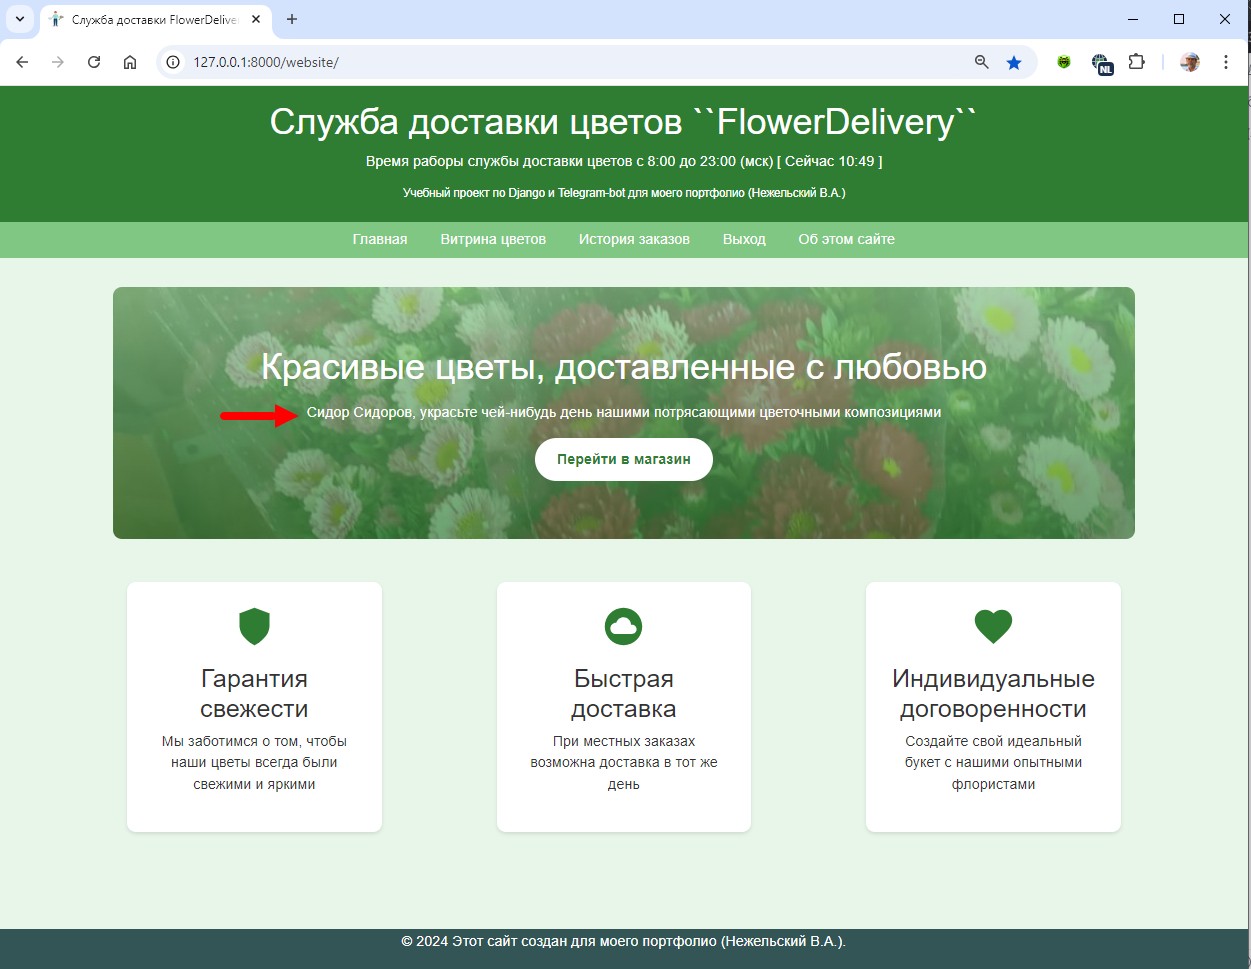 Служба доставки FlowerDelive
127.0.0.1:8000/website/
NL
Служба доставки цветов ``FlowerDelivery``
Время раборы службы доставки цветов с 8:00 до 23:00 (мск) [ Сейчас 10:49 ]
Учебный проект по Django и Telegram-bot для моего портфолио (Нежельский В.А.)
Главная Витрина цветов История заказов Выход Об этом сайте
Красивые цветы, доставленные с любовью
Сидор Сидоров, украсьте чей-нибудь день нашими потрясающими цветочными композициями
Перейти в магазин
Гарантия
свежести
Мы заботимся о том, чтобы
наши цветы всегда были
свежими и яркими
Быстрая
доставка
При местных заказах
возможна доставка в тот же
день
Индивидуальные
договоренности
Создайте свой идеальный
букет с нашими опытными
флористами
© 2024 Этот сайт создан для моего портфолио (Нежельский В.А.).